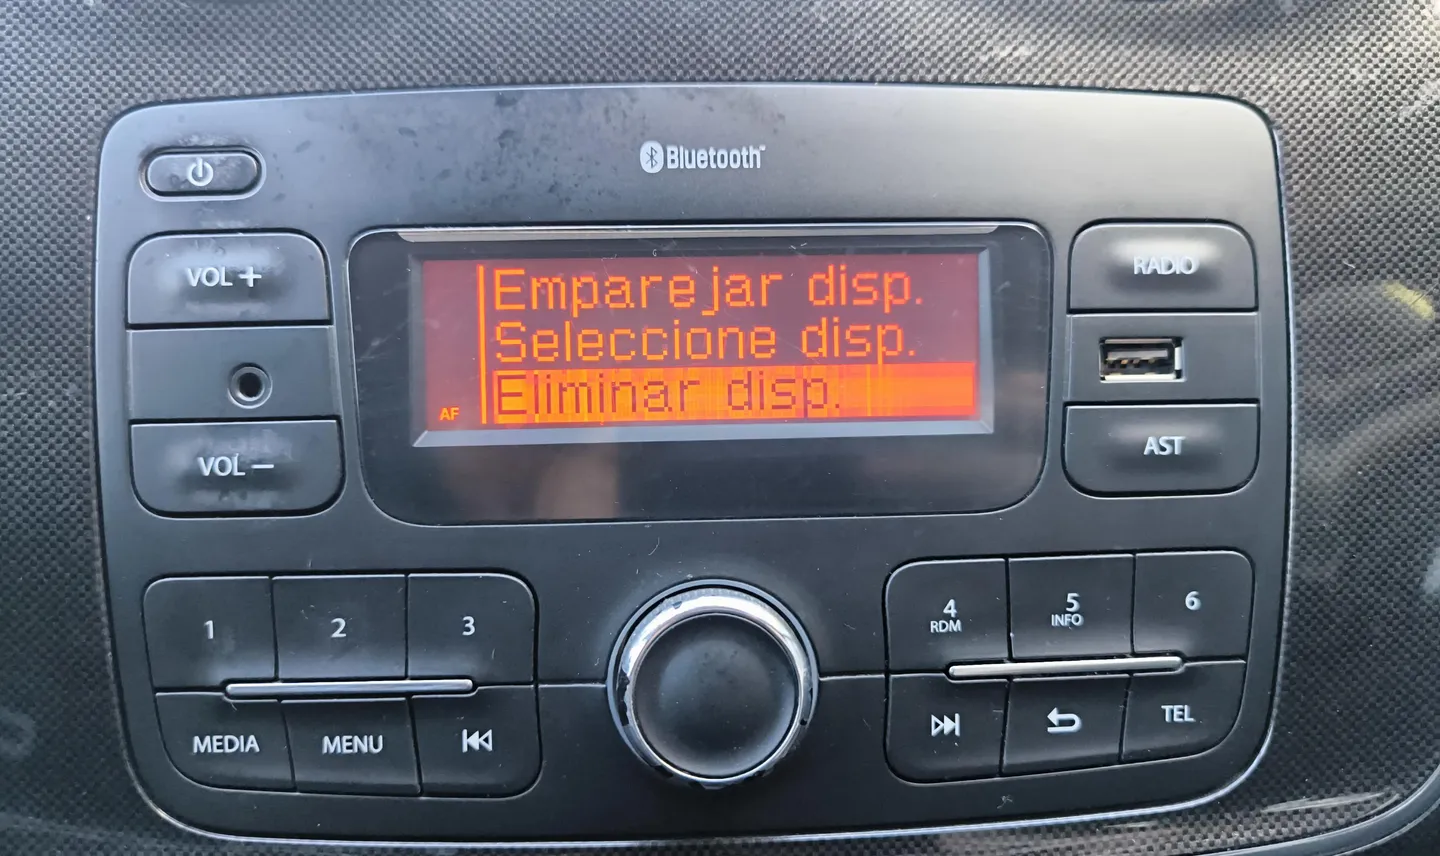 Bluetooth™
VOL +
RADIO
Emparejar disp.
Seleccione disp.
Eliminar disp.
AF
VOL −
AST
1
2
3
4
RDM
5
INFO
6
MEDIA
MENU
TEL